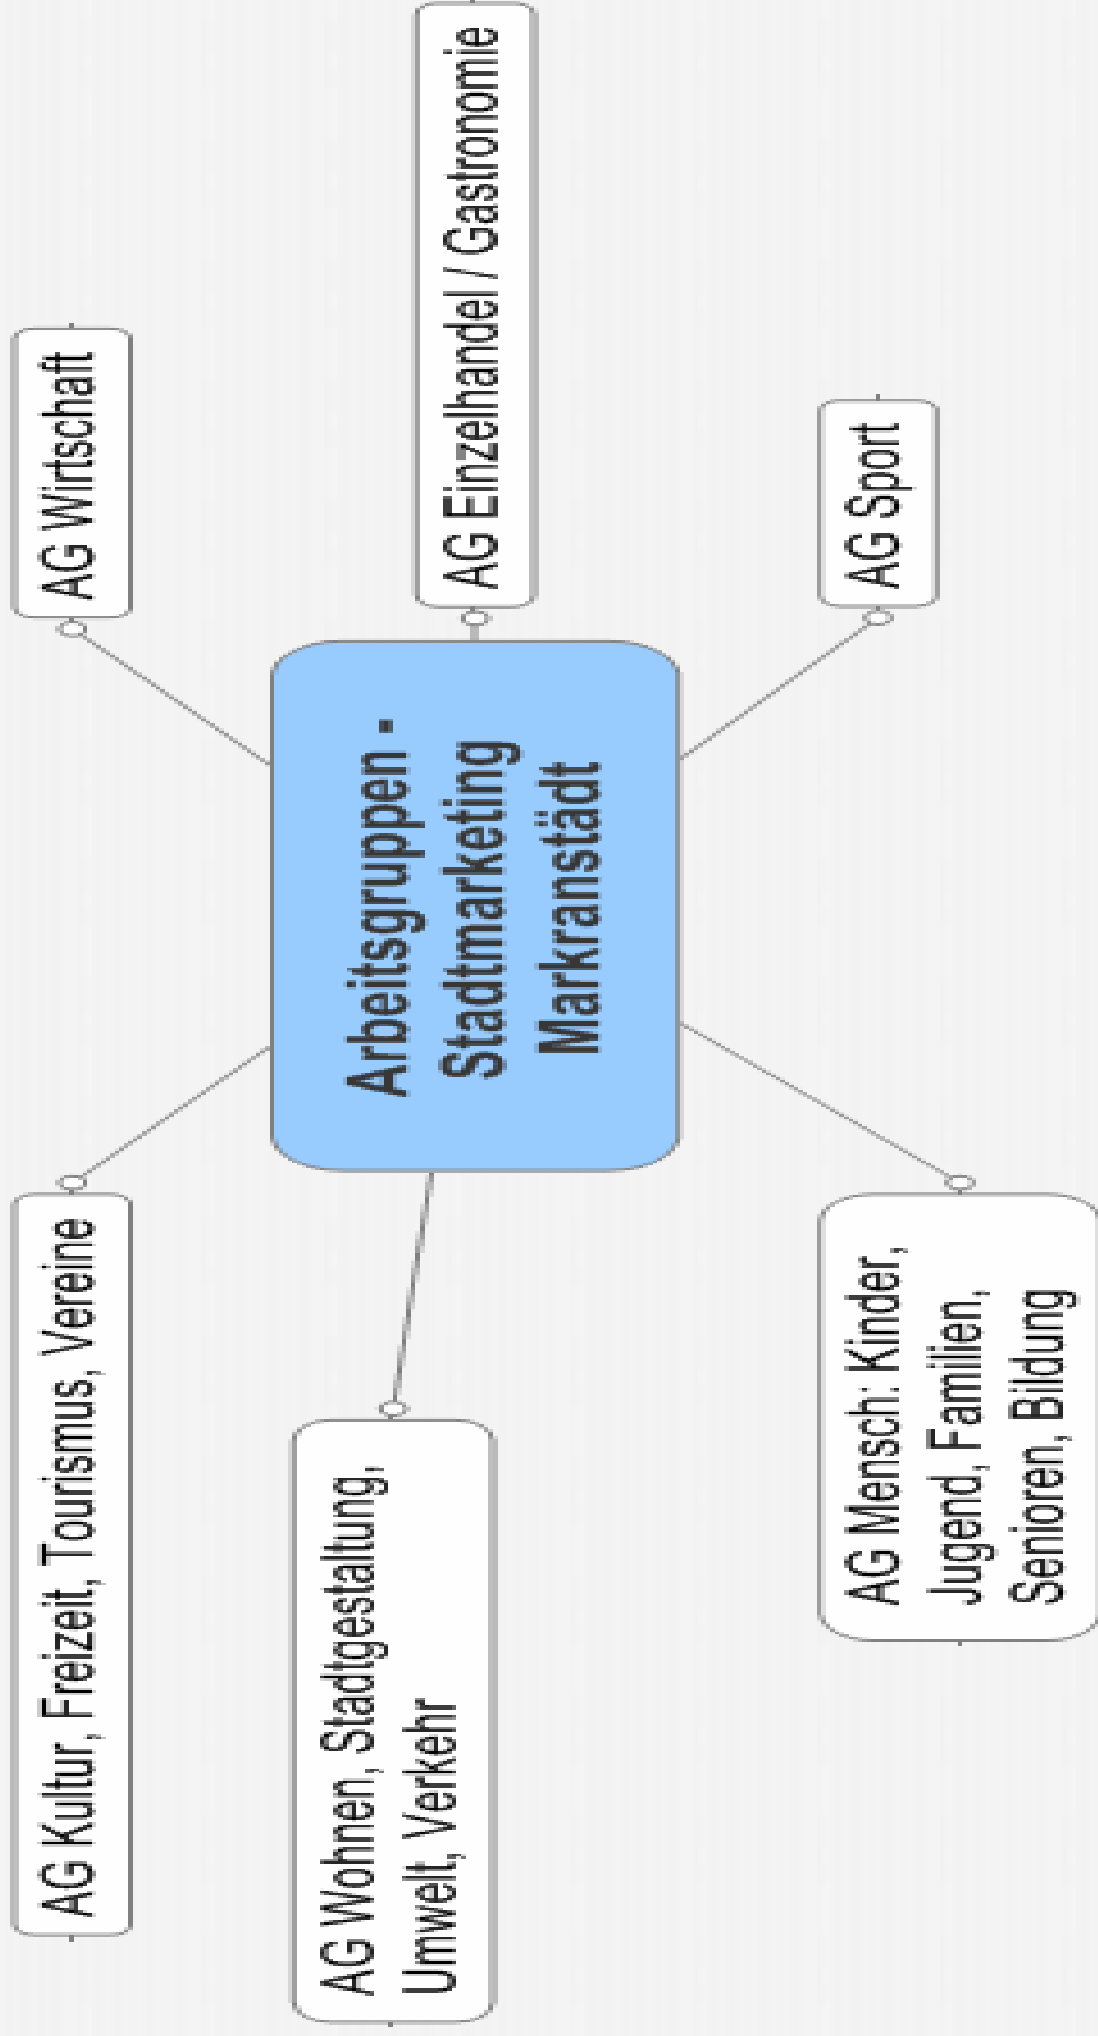 AG Kultur, Freizeit, Tourismus, Vereine
AG Wirtschaft
AG Wohnen, Stadtgestaltung,
Umwelt, Verkehr
Arbeitsgruppen -
Stadtmarketing
Markranstädt
AG Einzelhandel / Gastronomie
AG Mensch: Kinder,
Jugend, Familien,
Senioren, Bildung
AG Sport